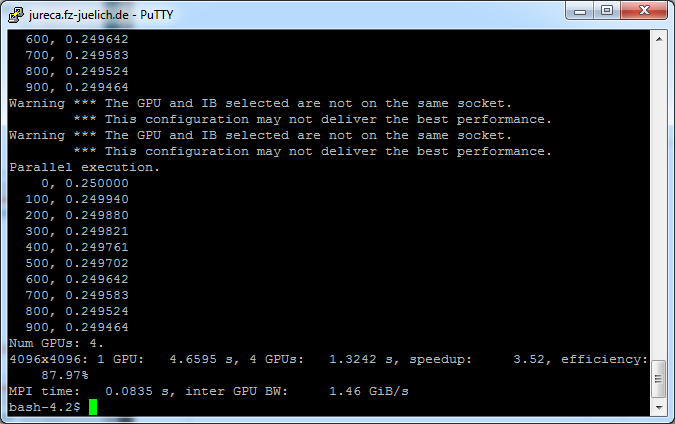 jureca.fz-juelich.de - PuTTY
600, 0.249642
700, 0.249583
800, 0.249524
900, 0.249464
Warning *** The GPU and IB selected are not on the same socket.
*** This configuration may not deliver the best performance.
Warning *** The GPU and IB selected are not on the same socket.
*** This configuration may not deliver the best performance.
Parallel execution.
0, 0.250000
100, 0.249940
200, 0.249880
300, 0.249821
400, 0.249761
500, 0.249702
600, 0.249642
700, 0.249583
800, 0.249524
900, 0.249464
Num GPUs: 4.
4096x4096: 1 GPU:   4.6595 s, 4 GPUs:   1.3242 s, speedup:     3.52, efficiency:
87.97%
MPI time:   0.0835 s, inter GPU BW:     1.46 GiB/s
bash-4.2$